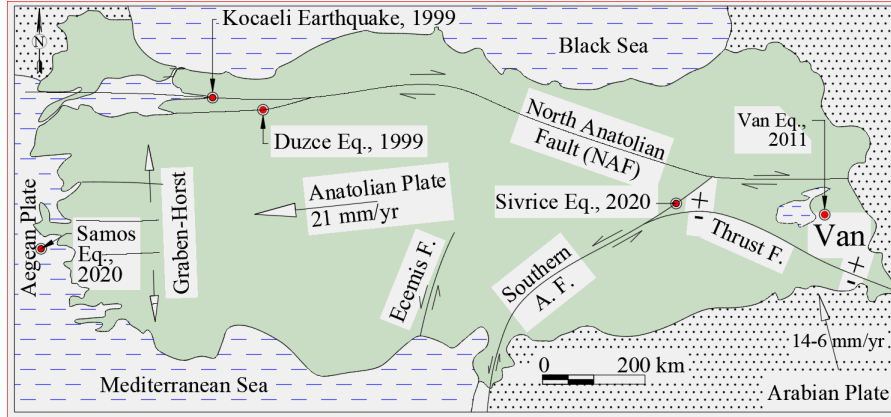 Kocaeli Earthquake, 1999
N
Black Sea
Duzce Eq., 1999
North Anatolian
Fault (NAF)
Van Eq.,
2011
Anatolian Plate
21 mm/yr
Sivrice Eq., 2020
+
-
Van
Aegean Plate
Samos
Eq.,
2020
Graben-Horst
Ecemis F.
Southern
A. F.
Thrust F.
+
-
0 200 km
14-6 mm/yr
Mediterranean Sea
Arabian Plate